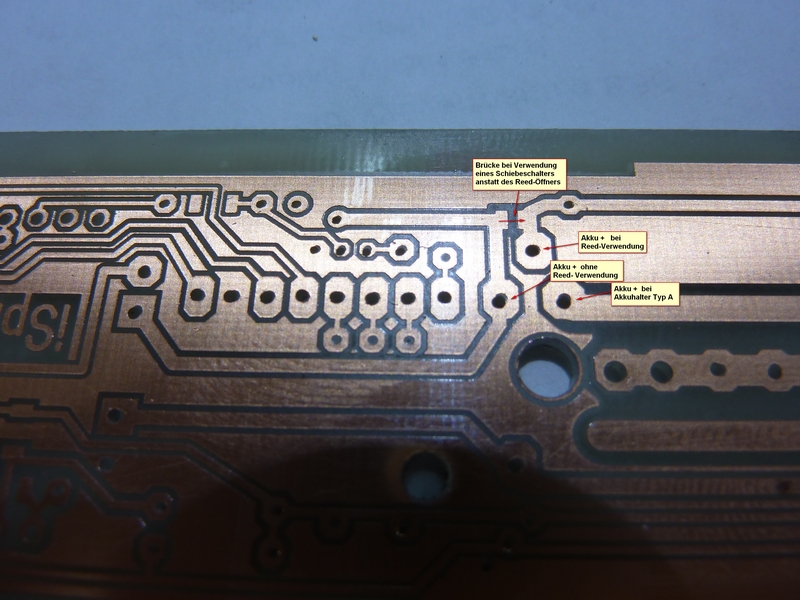 Brücke bei Verwendung
eines Schiebeschalters
anstatt des Reed-Öffners
Akku + bei
Reed-Verwendung
Akku + ohne
Reed- Verwendung
Akku + bei
Akkuhalter Typ A
iSp